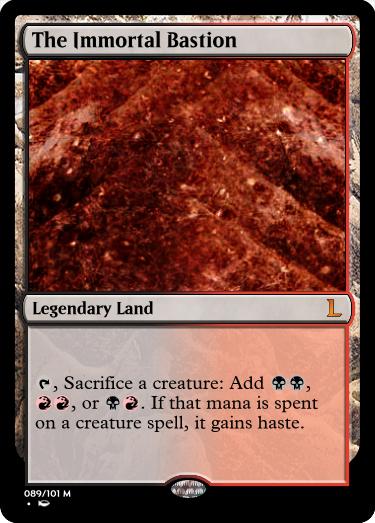 The Immortal Bastion
Legendary Land
L
, Sacrifice a creature: Add ,
, or . If that mana is spent
on a creature spell, it gains haste.
089/101 M